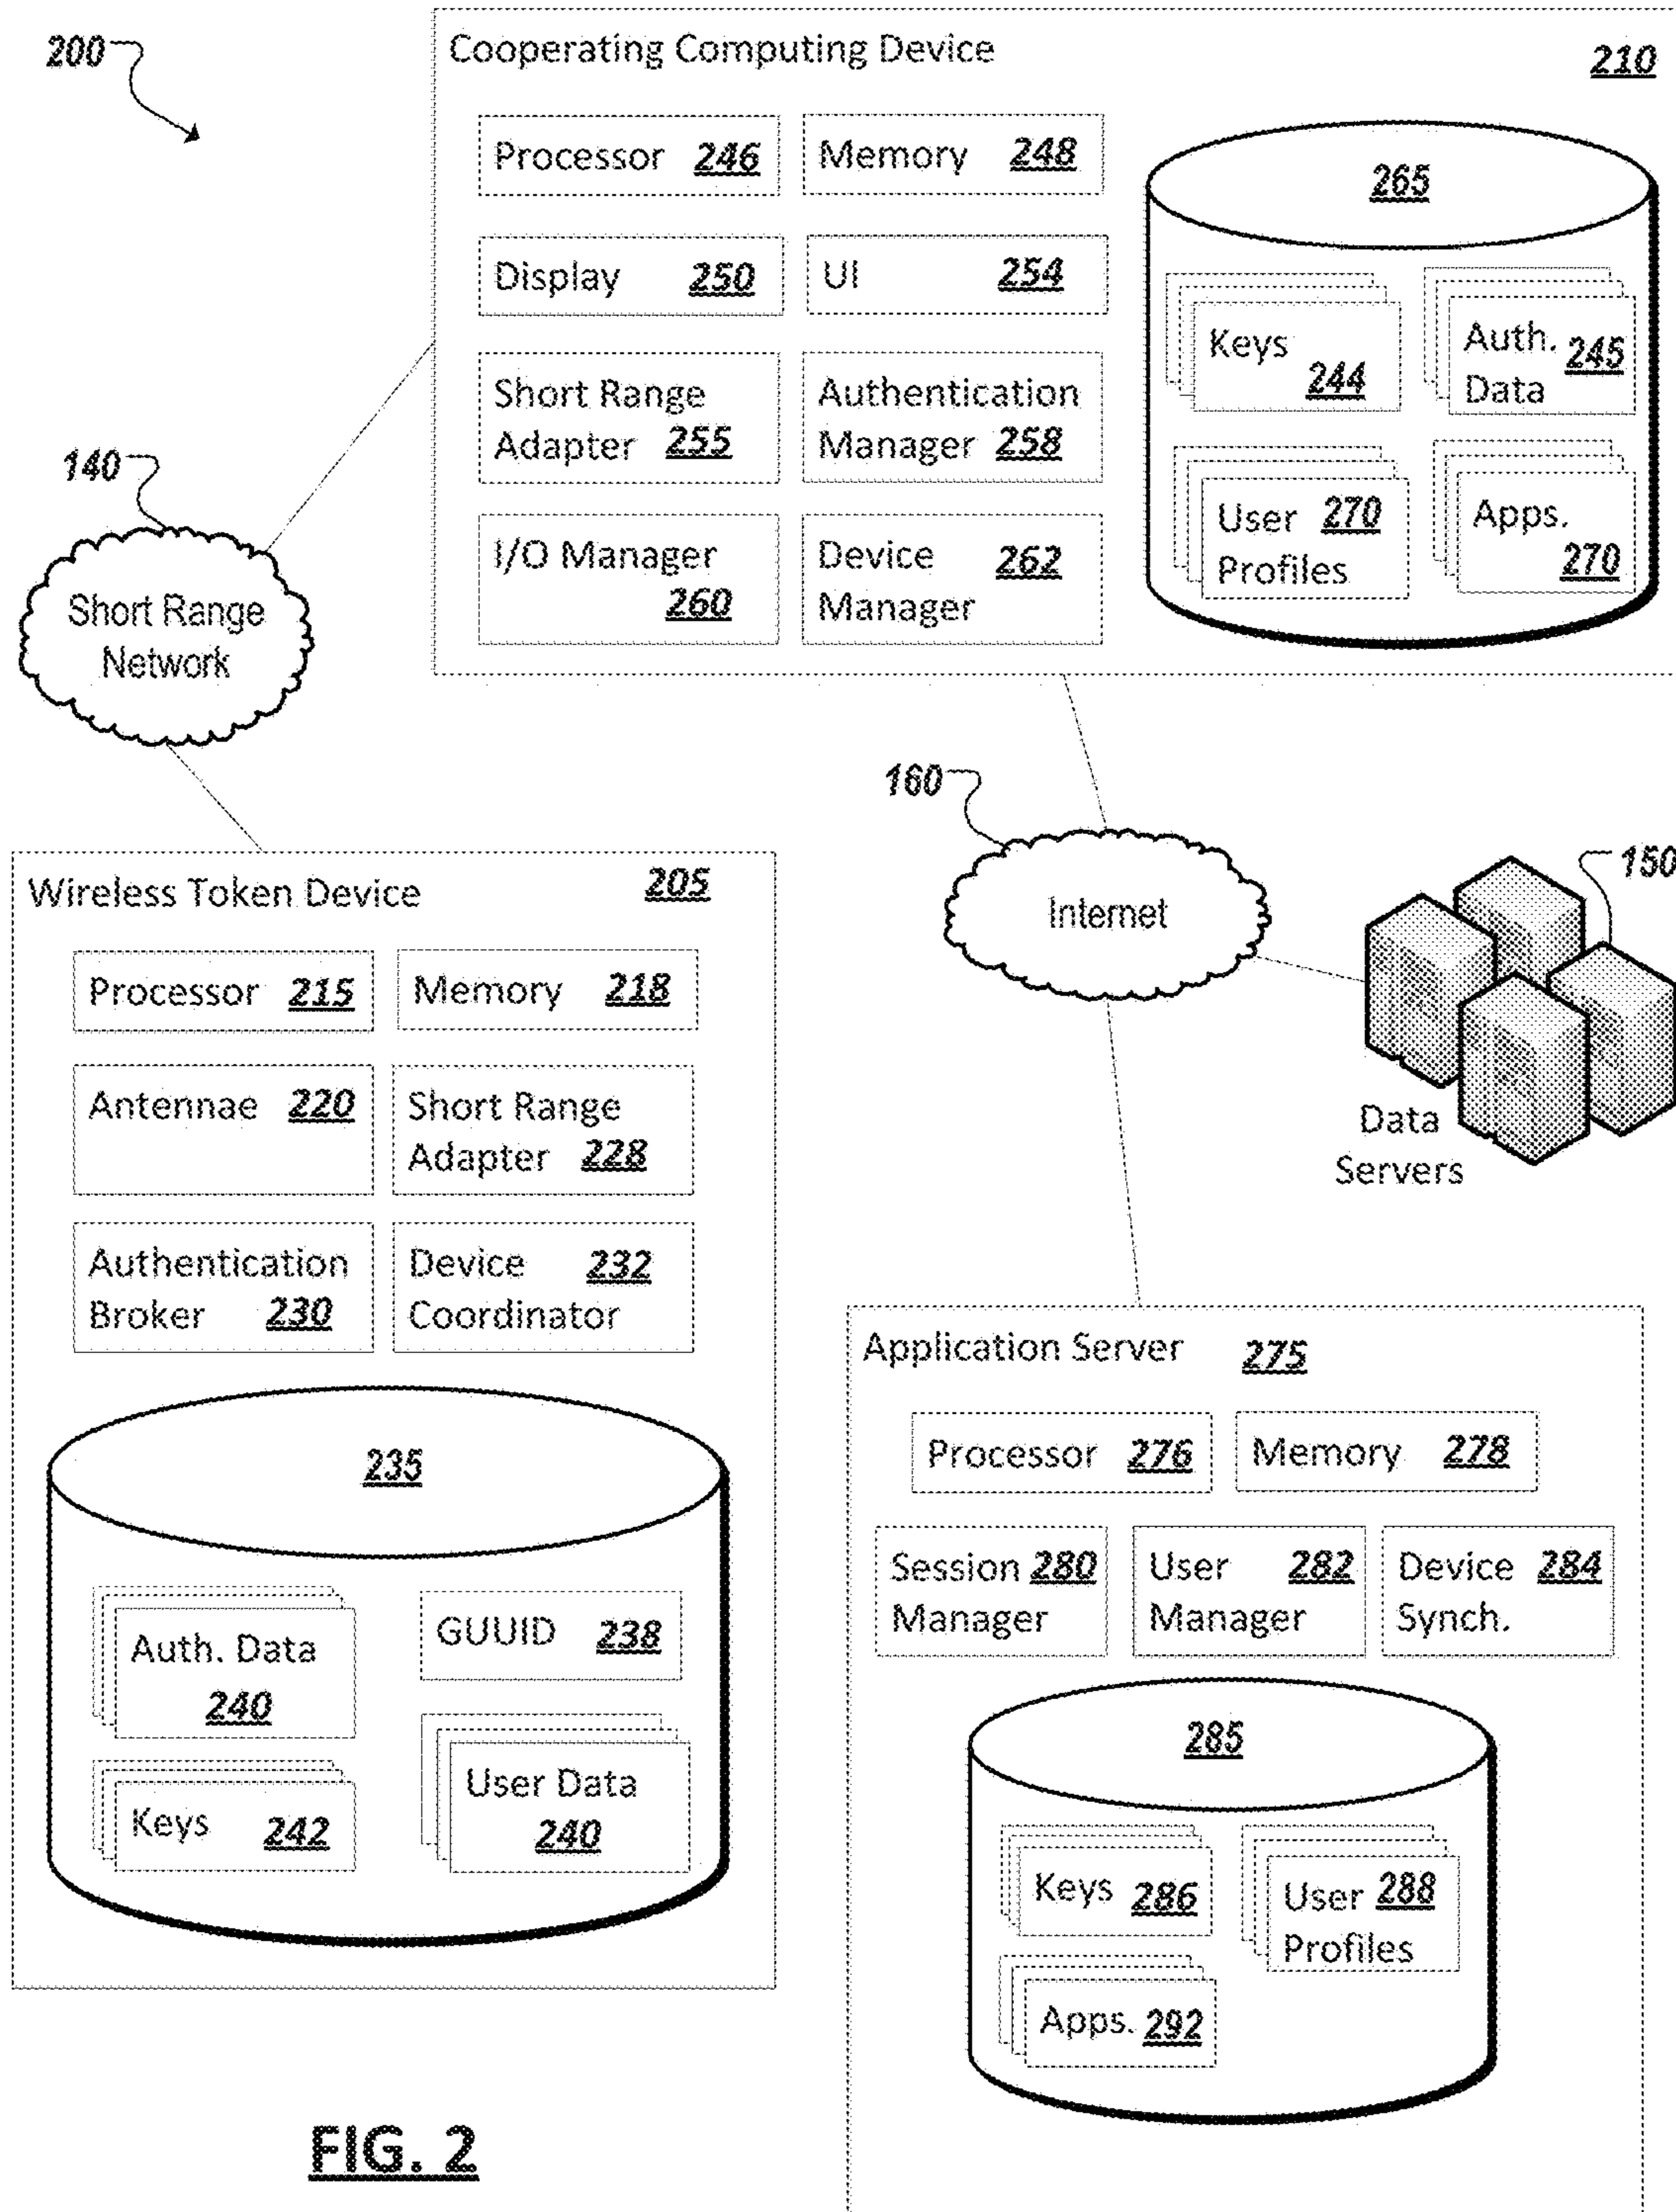 200
Cooperating Computing Device 210
Processor 246
Memory 248
Display 250
UI 254
Short Range
Adapter 255
Authentication
Manager 258
I/O Manager
260
Device 262
Manager
265
Keys
244
Auth. 245
Data
User 270
Profiles
Apps.
270
140
Short Range
Network
160
Internet
150
Data
Servers
Wireless Token Device 205
Processor 215
Memory 218
Antennae 220
Short Range
Adapter 228
Authentication
Broker 230
Device 232
Coordinator
235
Auth. Data
240
GUUID 238
Keys 242
User Data
240
Application Server 275
Processor 276
Memory 278
Session 280
Manager
User 282
Manager
Device 284
Synch.
285
Keys 286
User 288
Profiles
Apps. 292
FIG. 2